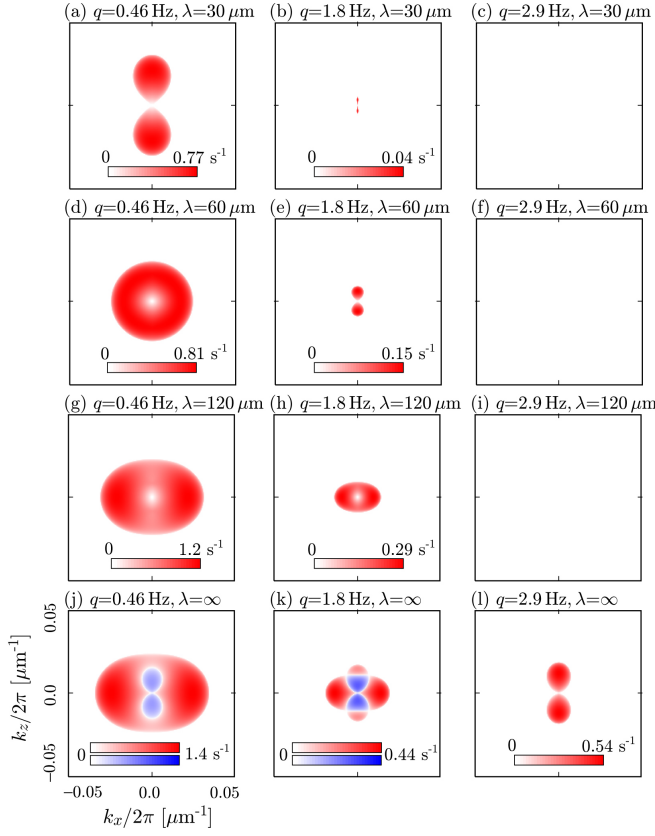 (a) q=0.46 Hz, λ=30 μm
(b) q=1.8 Hz, λ=30 μm
(c) q=2.9 Hz, λ=30 μm
0
0.77 s⁻¹
0
0.04 s⁻¹
(d) q=0.46 Hz, λ=60 μm
(e) q=1.8 Hz, λ=60 μm
(f) q=2.9 Hz, λ=60 μm
0
0.81 s⁻¹
0
0.15 s⁻¹
(g) q=0.46 Hz, λ=120 μm
(h) q=1.8 Hz, λ=120 μm
(i) q=2.9 Hz, λ=120 μm
0
1.2 s⁻¹
0
0.29 s⁻¹
(j) q=0.46 Hz, λ=∞
(k) q=1.8 Hz, λ=∞
(l) q=2.9 Hz, λ=∞
0
1.4 s⁻¹
0
0.44 s⁻¹
0
0.54 s⁻¹
0.05
0.0
−0.05
k_z/2π [μm⁻¹]
−0.05
0.0
0.05
k_x/2π [μm⁻¹]